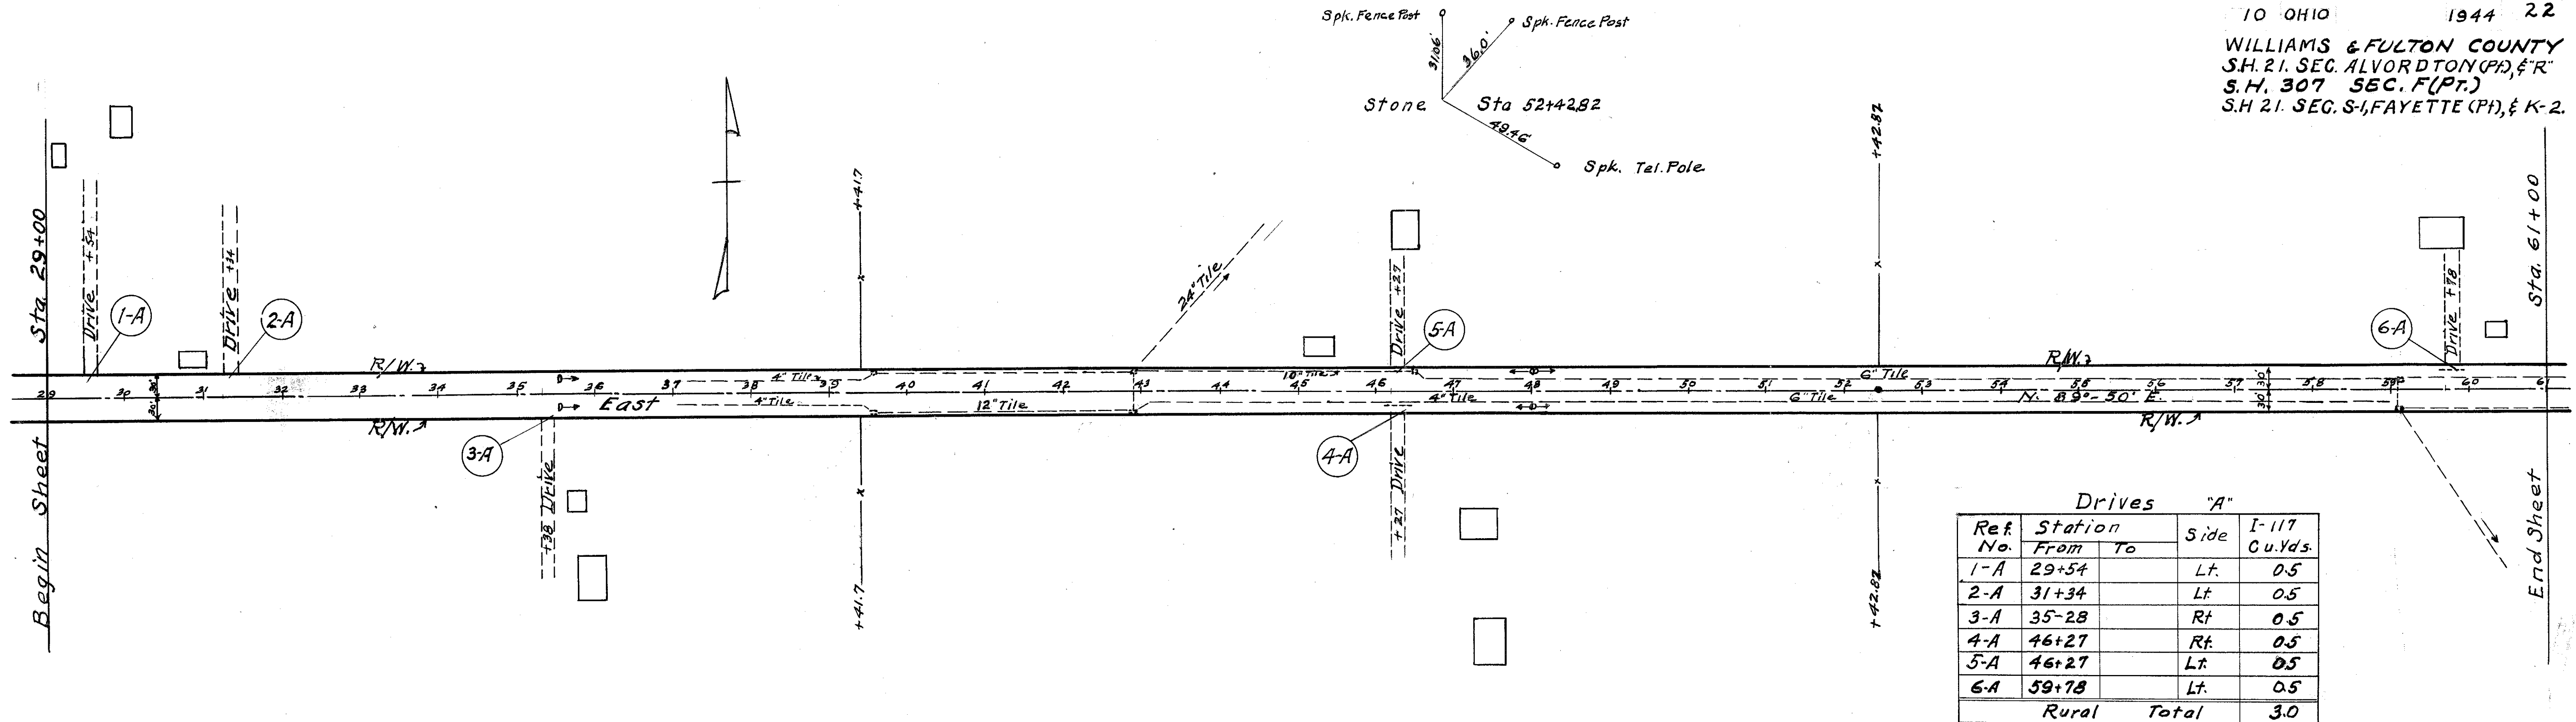 10 OHIO 1944 22
WILLIAMS & FULTON COUNTY
S.H. 21. SEC. ALVORDTON (Pt), & "R"
S.H. 307 SEC. F (PT.)
S.H 21. SEC. S-1, FAYETTE (Pt), & K-2.
Spk. Fence Post
Spk. Fence Post
31.06'
36.0'
Stone Sta 52+42.82
49.46'
Spk. Tel. Pole
Sta. 29+00
Begin Sheet
Drive +54
1-A
Drive +34
2-A
R/W.
+41.7
24" Tile
Drive +27
5-A
+42.82
R/W.
6-A
Drive +78
Sta. 61+00
End Sheet
30' 30'
4" Tile
10" Tile
6" Tile
30' 30'
29 30 31 32 33 34 35 36 37 38 39 40 41 42 43 44 45 46 47 48 49 50 51 52 53 54 55 56 57 58 59 60 61
East
4" Tile
12" Tile
4" Tile
6" Tile
N. 89°-50' E.
R/W.
R/W.
3-A
+38 Drive
+41.7
4-A
+27 Drive
+42.82
Drives "A"
Ref. No. Station From To Side I-117 Cu.Yds.
1-A 29+54 Lt. 0.5
2-A 31+34 Lt. 0.5
3-A 35-28 Rt 0.5
4-A 46+27 Rt. 0.5
5-A 46+27 Lt. 0.5
6-A 59+78 Lt. 0.5
Rural Total 3.0